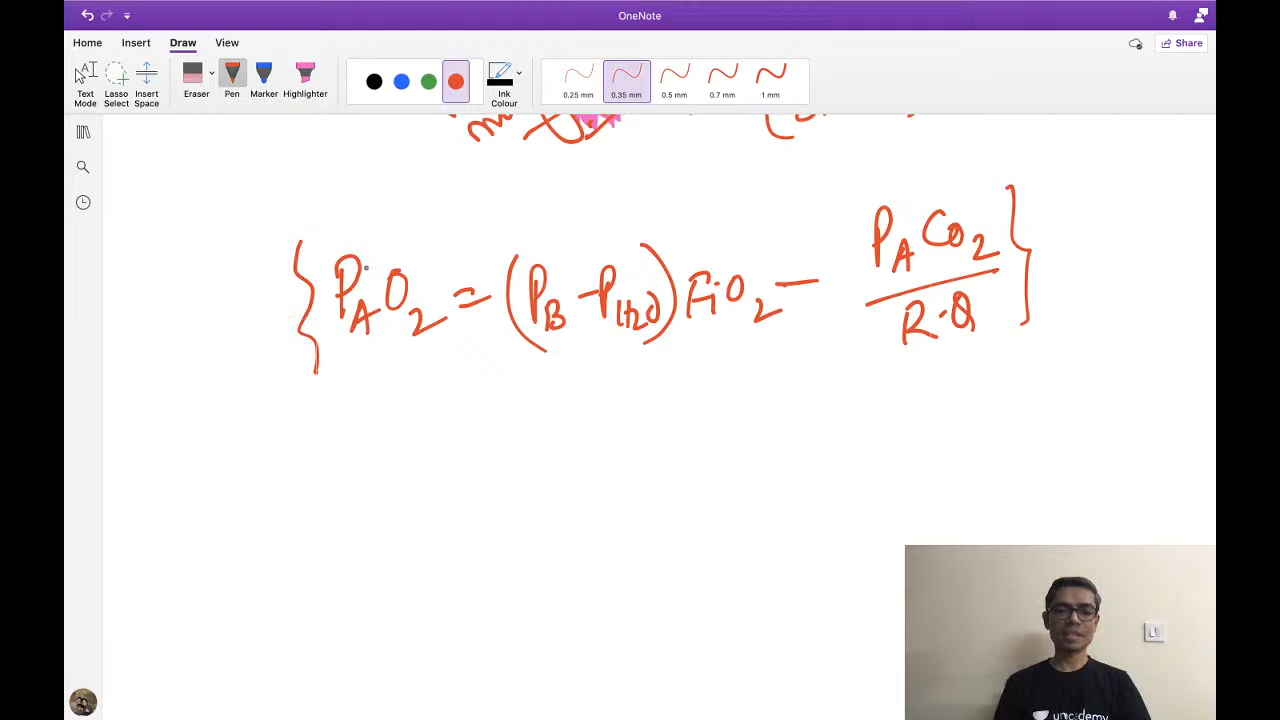 OneNote
Home Insert Draw View
Share
Text Mode
Lasso Select
Insert Space
Eraser
Pen
Marker
Highlighter
Ink Colour
0.25 mm
0.35 mm
0.5 mm
0.7 mm
1 mm
{ PAO2 = (PB - PH2O) FiO2 - PACO2 / R·Q }
unacademy